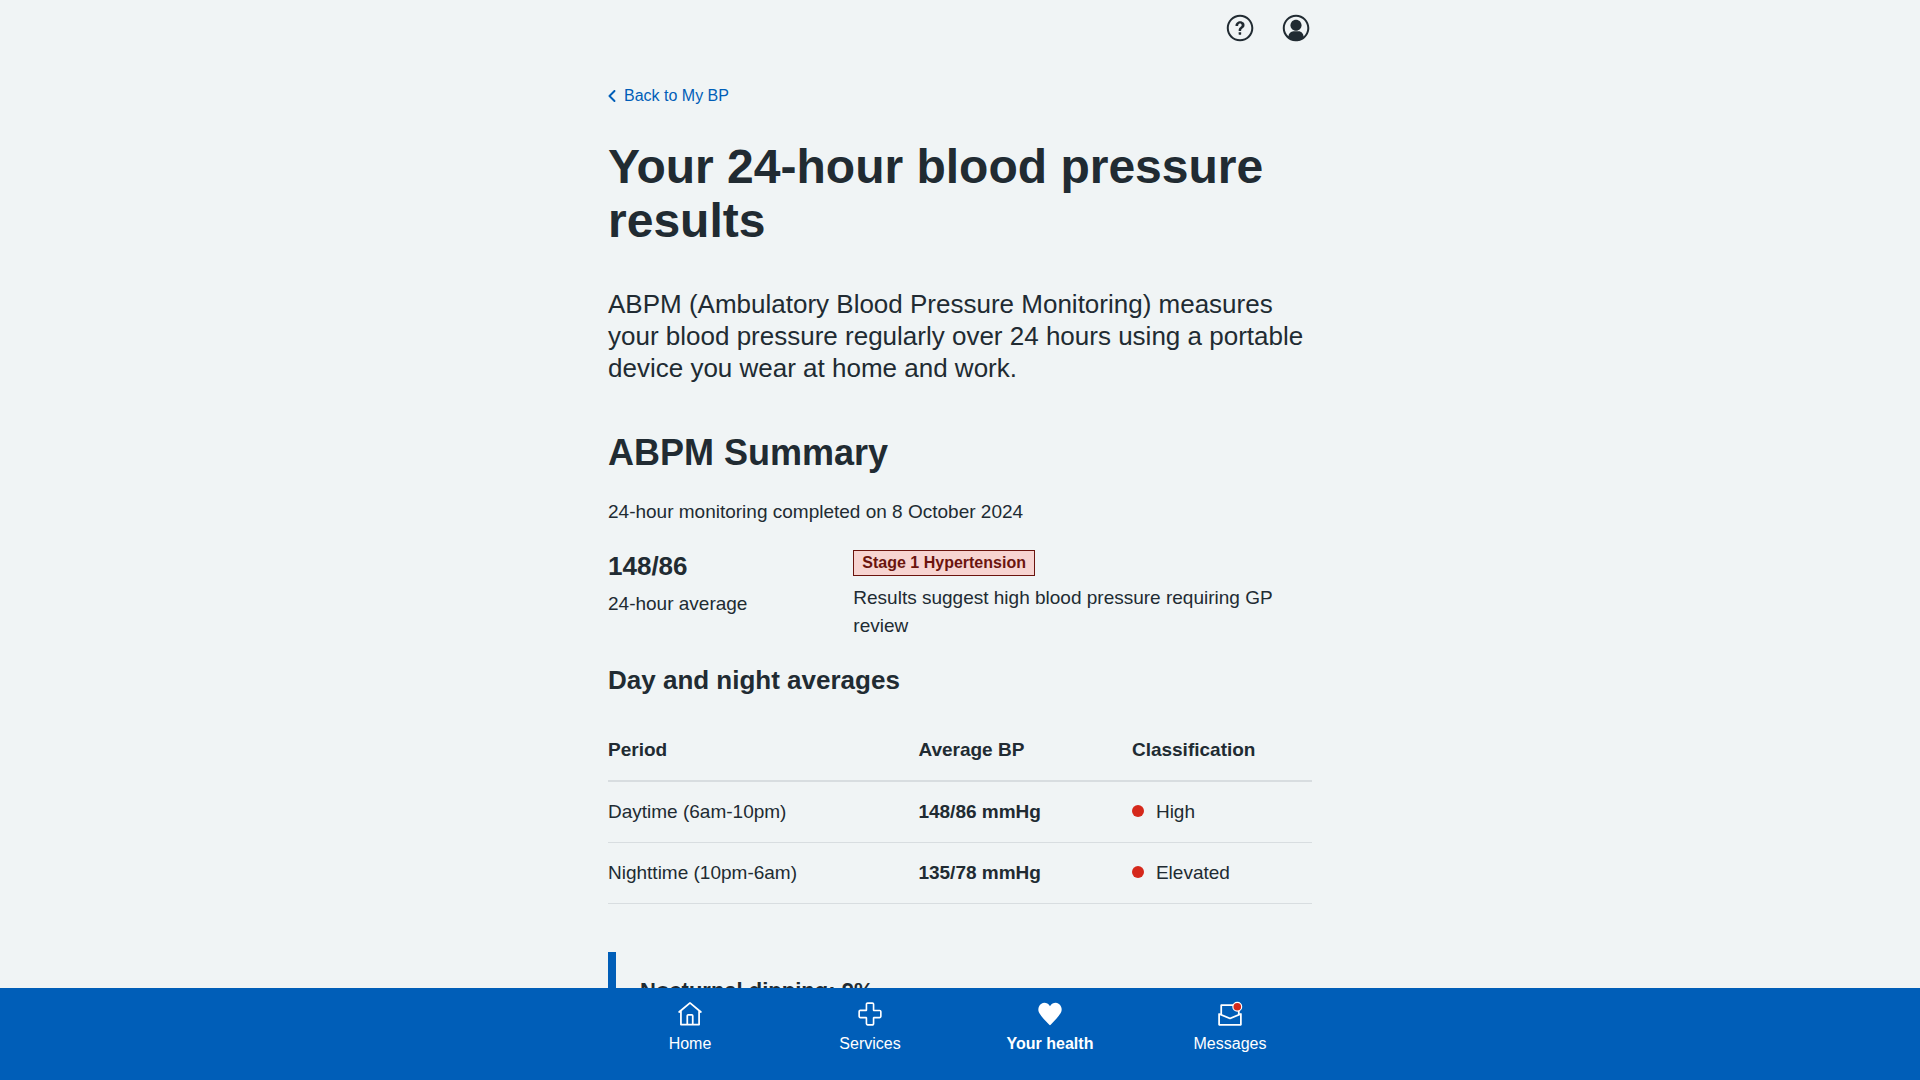 Back to My BP
Your 24-hour blood pressure
results
ABPM (Ambulatory Blood Pressure Monitoring) measures
your blood pressure regularly over 24 hours using a portable
device you wear at home and work.
ABPM Summary
24-hour monitoring completed on 8 October 2024
148/86
24-hour average
Stage 1 Hypertension
Results suggest high blood pressure requiring GP
review
Day and night averages
Period Average BP Classification
Daytime (6am-10pm) 148/86 mmHg High
Nighttime (10pm-6am) 135/78 mmHg Elevated
Nocturnal dipping: 9%
Home
Services
Your health
Messages